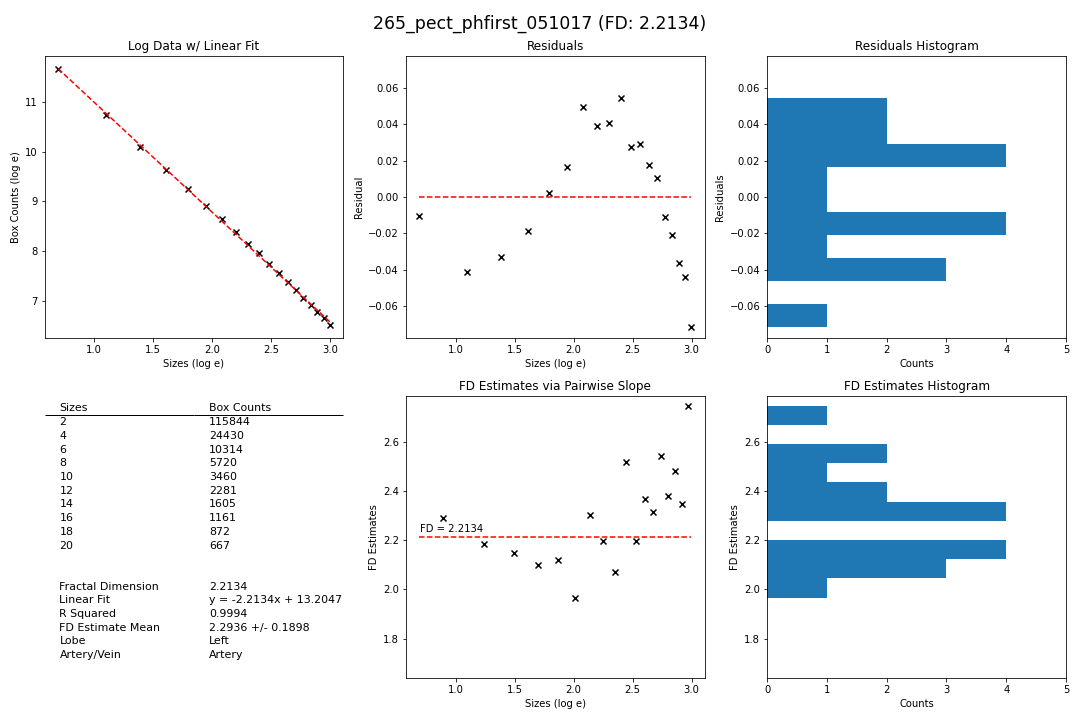 265_pect_phfirst_051017 (FD: 2.2134)
Log Data w/ Linear Fit
Box Counts (log e)
11
10
9
8
7
1.0 1.5 2.0 2.5 3.0
Sizes (log e)
Residuals
Residual
0.06
0.04
0.02
0.00
−0.02
−0.04
−0.06
1.0 1.5 2.0 2.5 3.0
Sizes (log e)
Residuals Histogram
Residuals
0.06
0.04
0.02
0.00
−0.02
−0.04
−0.06
0 1 2 3 4 5
Counts
Sizes Box Counts
2 115844
4 24430
6 10314
8 5720
10 3460
12 2281
14 1605
16 1161
18 872
20 667
Fractal Dimension 2.2134
Linear Fit y = -2.2134x + 13.2047
R Squared 0.9994
FD Estimate Mean 2.2936 +/- 0.1898
Lobe Left
Artery/Vein Artery
FD Estimates via Pairwise Slope
FD Estimates
2.6
2.4
2.2
2.0
1.8
FD = 2.2134
1.0 1.5 2.0 2.5 3.0
Sizes (log e)
FD Estimates Histogram
FD Estimates
2.6
2.4
2.2
2.0
1.8
0 1 2 3 4 5
Counts